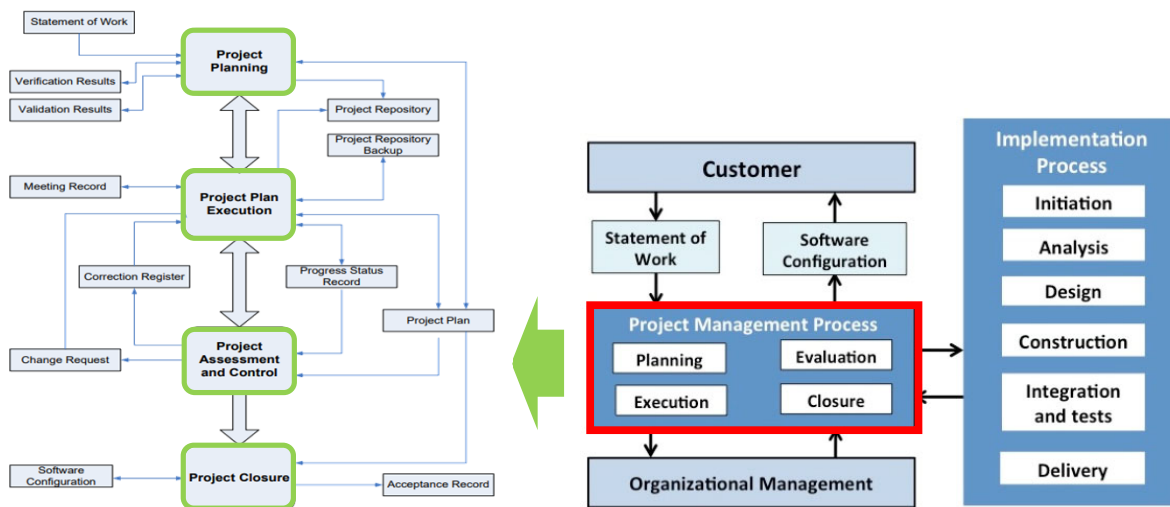 Statement of Work
Project
Planning
Verification Results
Validation Results
Project Repository
Project Repository
Backup
Meeting Record
Project Plan
Execution
Correction Register
Progress Status
Record
Project Plan
Change Request
Project
Assessment
and Control
Software
Configuration
Project Closure
Acceptance Record
Customer
Statement of
Work
Software
Configuration
Project Management Process
Planning
Evaluation
Execution
Closure
Organizational Management
Implementation
Process
Initiation
Analysis
Design
Construction
Integration
and tests
Delivery